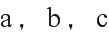 a， b， c